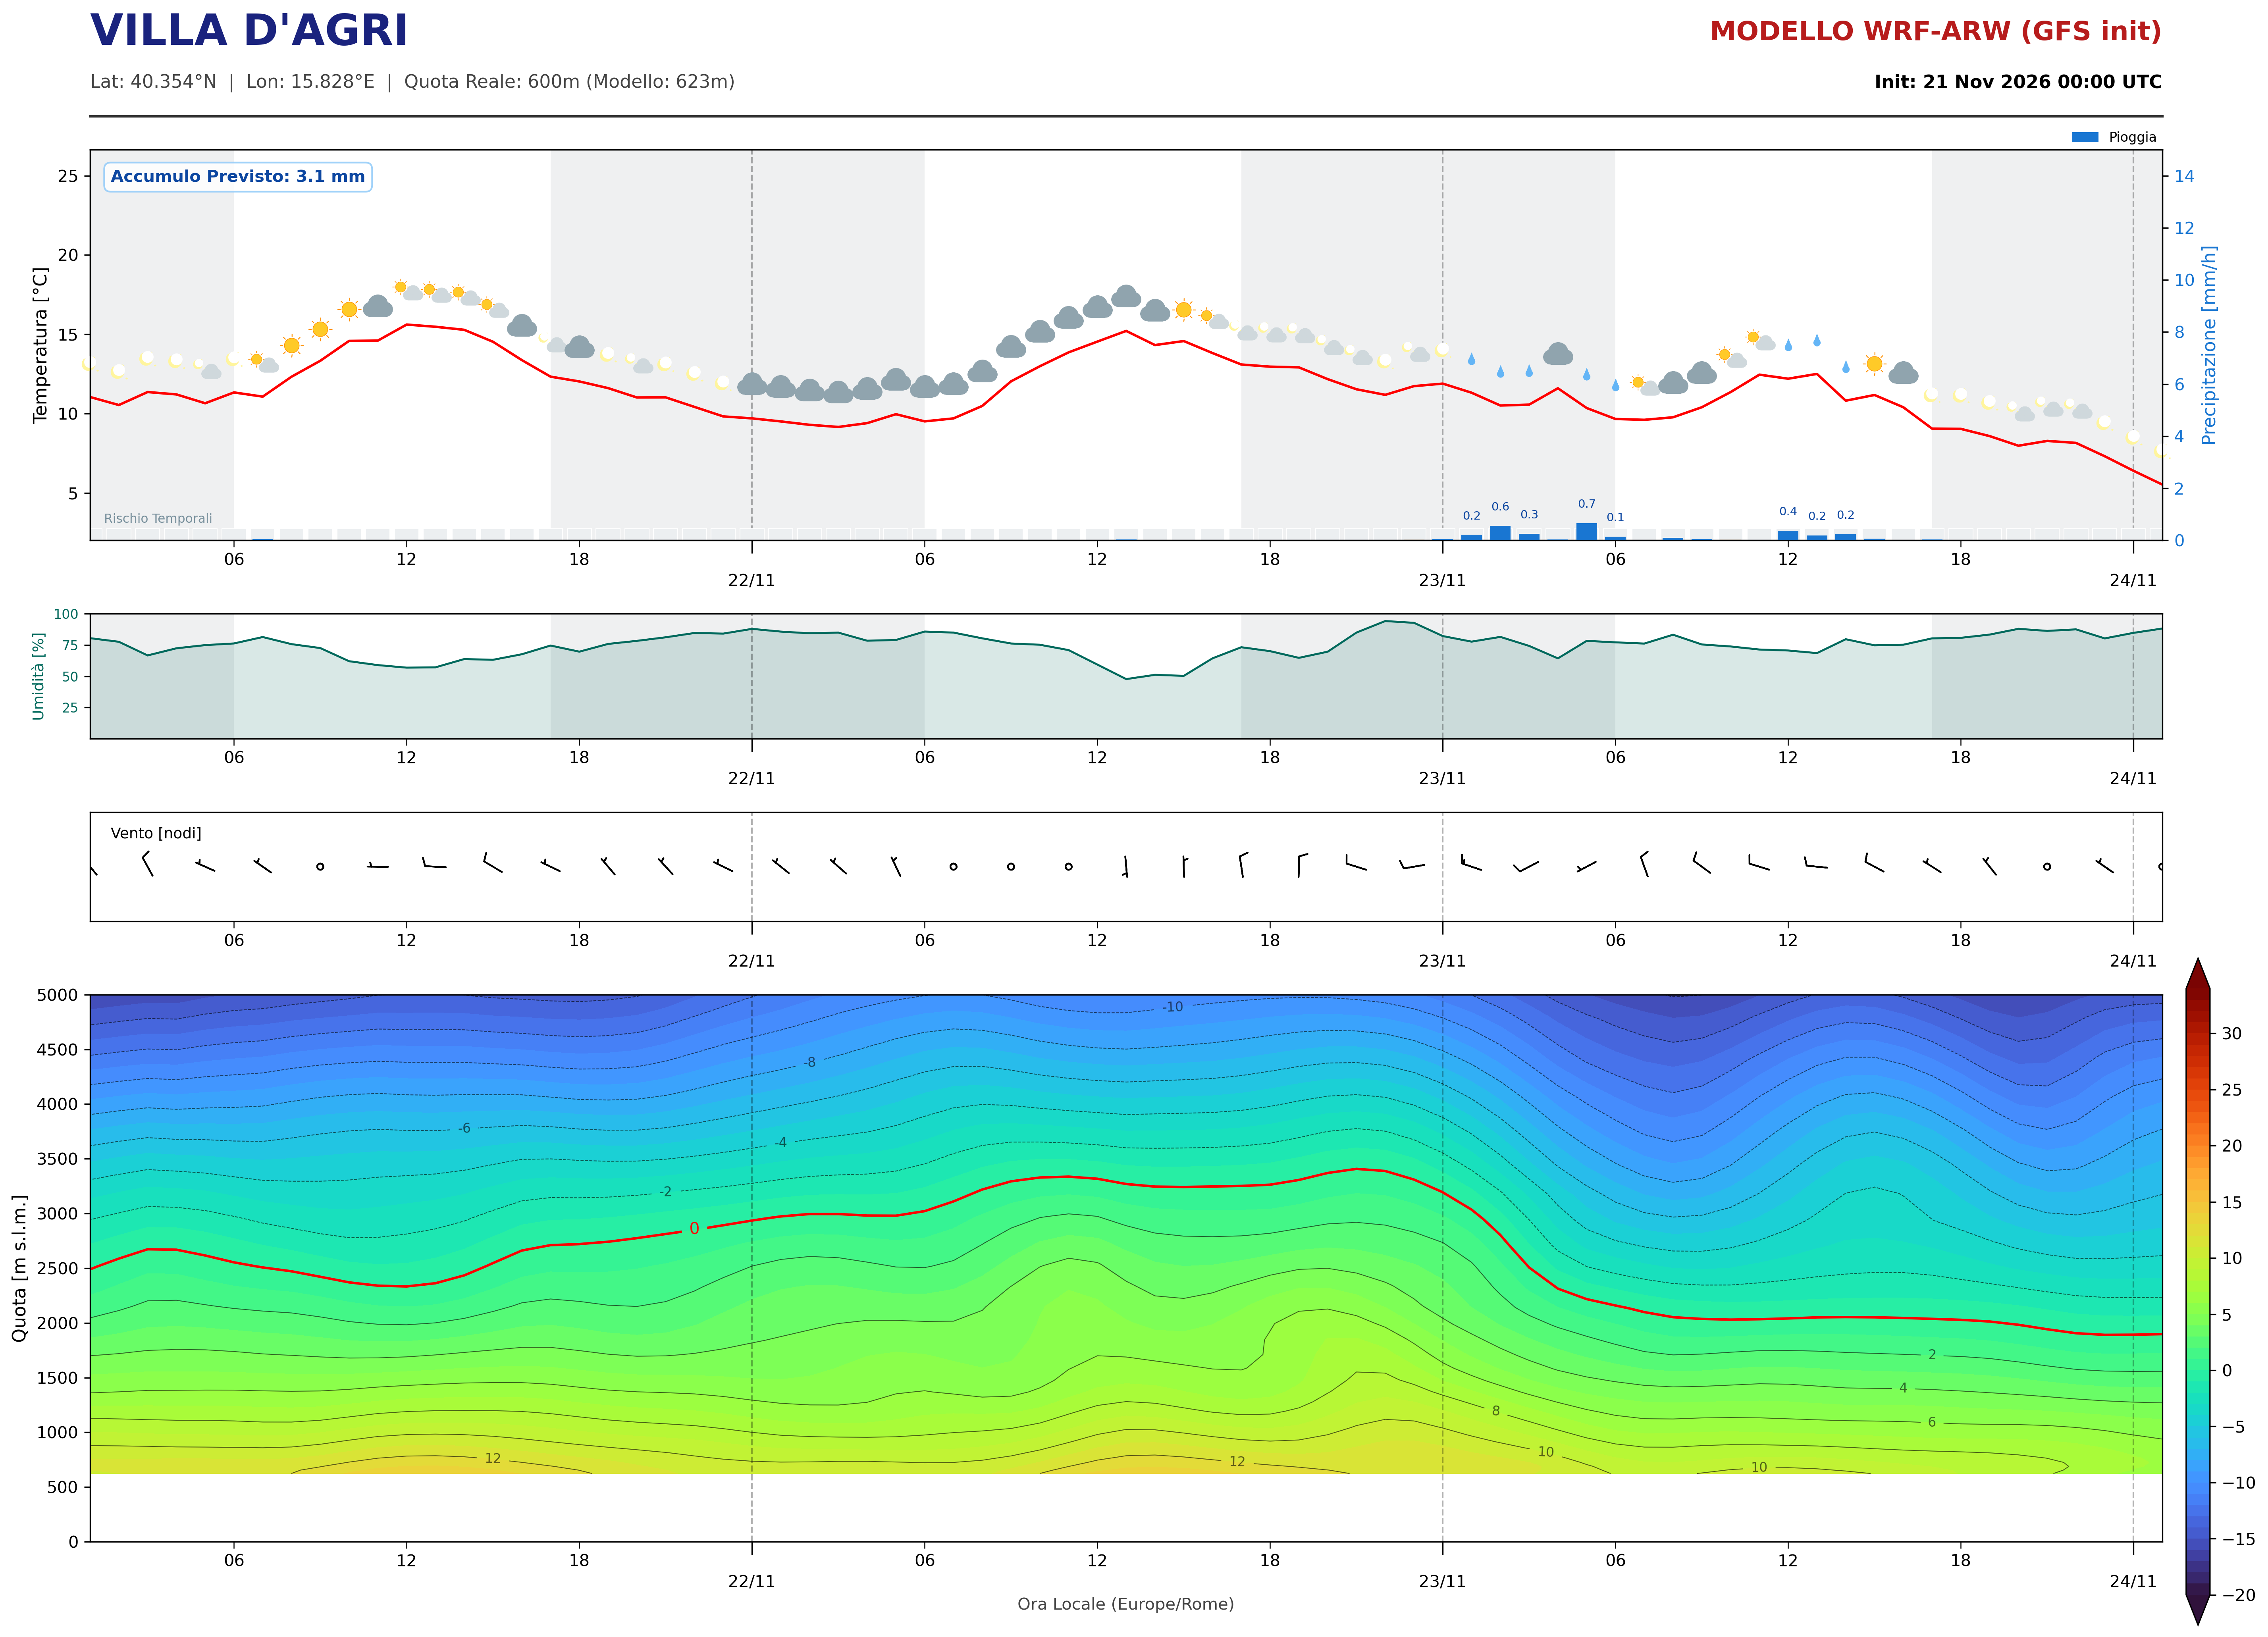 VILLA D'AGRI
MODELLO WRF-ARW (GFS init)
Lat: 40.354°N | Lon: 15.828°E | Quota Reale: 600m (Modello: 623m)
Init: 21 Nov 2026 00:00 UTC
Pioggia
Accumulo Previsto: 3.1 mm
Temperatura [°C]
25
20
15
10
5
Precipitazione [mm/h]
14
12
10
8
6
4
2
0
Rischio Temporali
0.2 0.6 0.3 0.7 0.1 0.4 0.2 0.2
06 12 18 06 12 18 06 12 18
22/11 23/11 24/11
Umidità [%]
100
75
50
25
06 12 18 06 12 18 06 12 18
22/11 23/11 24/11
Vento [nodi]
06 12 18 06 12 18 06 12 18
22/11 23/11 24/11
Quota [m s.l.m.]
5000
4500
4000
3500
3000
2500
2000
1500
1000
500
0
-10
-8
-6
-4
-2
0
2
4
8
6
10
12
12
10
30
25
20
15
10
5
0
−5
−10
−15
−20
06 12 18 06 12 18 06 12 18
22/11 23/11 24/11
Ora Locale (Europe/Rome)